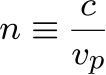 n ≡ c / v_p